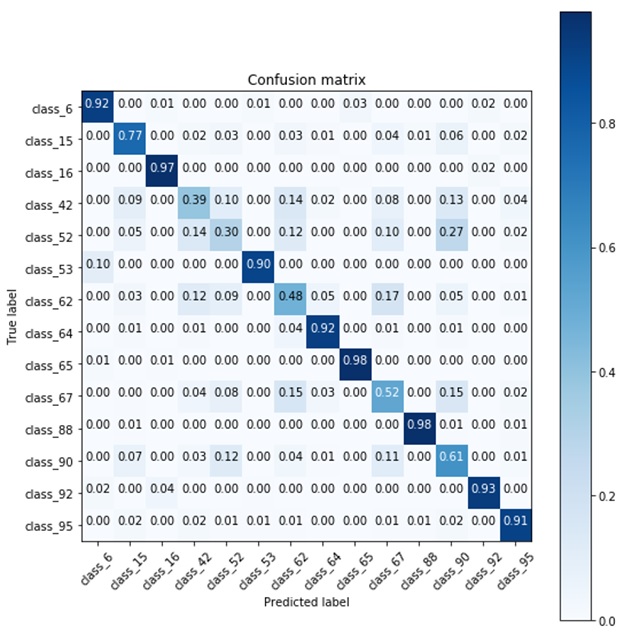 Confusion matrix
class_6 0.92 0.00 0.01 0.00 0.00 0.01 0.00 0.00 0.03 0.00 0.00 0.00 0.02 0.00
class_15 0.00 0.77 0.00 0.02 0.03 0.00 0.03 0.01 0.00 0.04 0.01 0.06 0.00 0.02
class_16 0.00 0.00 0.97 0.00 0.00 0.00 0.00 0.00 0.00 0.00 0.00 0.00 0.02 0.00
class_42 0.00 0.09 0.00 0.39 0.10 0.00 0.14 0.02 0.00 0.08 0.00 0.13 0.00 0.04
class_52 0.00 0.05 0.00 0.14 0.30 0.00 0.12 0.00 0.00 0.10 0.00 0.27 0.00 0.02
class_53 0.10 0.00 0.00 0.00 0.00 0.90 0.00 0.00 0.00 0.00 0.00 0.00 0.00 0.00
class_62 0.00 0.03 0.00 0.12 0.09 0.00 0.48 0.05 0.00 0.17 0.00 0.05 0.00 0.01
class_64 0.00 0.01 0.00 0.01 0.00 0.00 0.04 0.92 0.00 0.01 0.00 0.01 0.00 0.00
class_65 0.01 0.00 0.01 0.00 0.00 0.00 0.00 0.00 0.98 0.00 0.00 0.00 0.00 0.00
class_67 0.00 0.00 0.00 0.04 0.08 0.00 0.15 0.03 0.00 0.52 0.00 0.15 0.00 0.02
class_88 0.00 0.01 0.00 0.00 0.00 0.00 0.00 0.00 0.00 0.00 0.98 0.01 0.00 0.01
class_90 0.00 0.07 0.00 0.03 0.12 0.00 0.04 0.01 0.00 0.11 0.00 0.61 0.00 0.01
class_92 0.02 0.00 0.04 0.00 0.00 0.00 0.00 0.00 0.00 0.00 0.00 0.00 0.93 0.00
class_95 0.00 0.02 0.00 0.02 0.01 0.01 0.01 0.00 0.00 0.01 0.01 0.02 0.00 0.91
class_6 class_15 class_16 class_42 class_52 class_53 class_62 class_64 class_65 class_67 class_88 class_90 class_92 class_95
Predicted label
True label
0.8
0.6
0.4
0.2
0.0